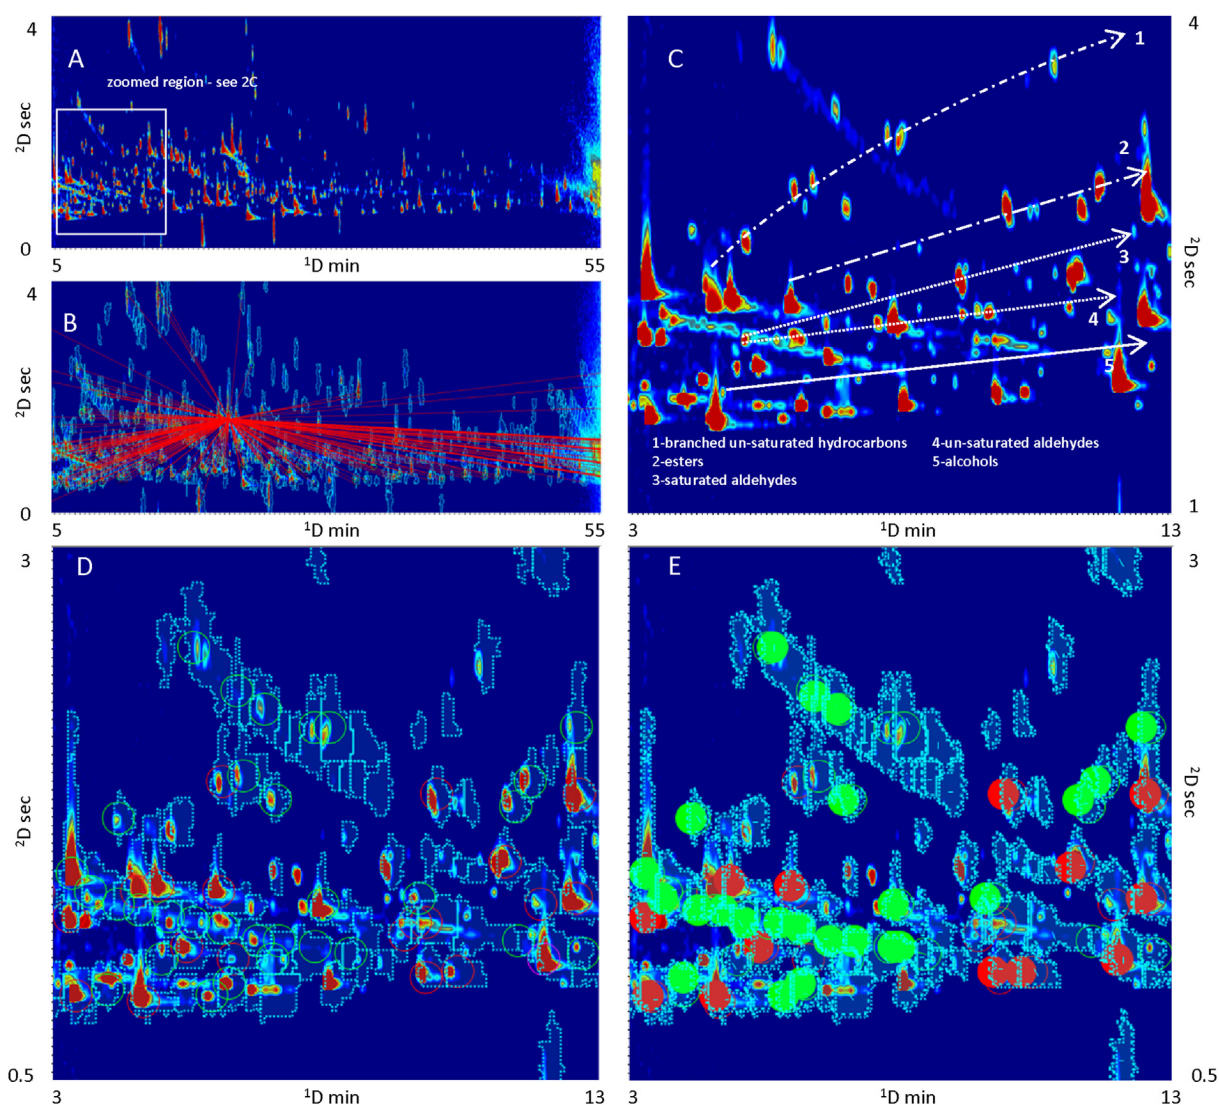 4
A
zoomed region - see 2C
²D sec
0
5
¹D min
55
4
B
²D sec
0
5
¹D min
55
C
4
1
2
3
4
5
²D sec
1-branched un-saturated hydrocarbons
2-esters
3-saturated aldehydes
4-un-saturated aldehydes
5-alcohols
1
3
¹D min
13
3
D
²D sec
0.5
3
¹D min
13
E
3
²D sec
0.5
3
¹D min
13